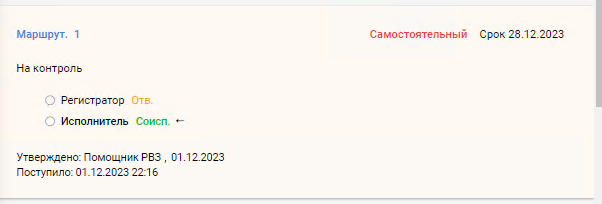 Маршрут. 1 Самостоятельный Срок 28.12.2023
На контроль
Регистратор Отв.
Исполнитель Соисп. ←
Утверждено: Помощник РВЗ , 01.12.2023
Поступило: 01.12.2023 22:16